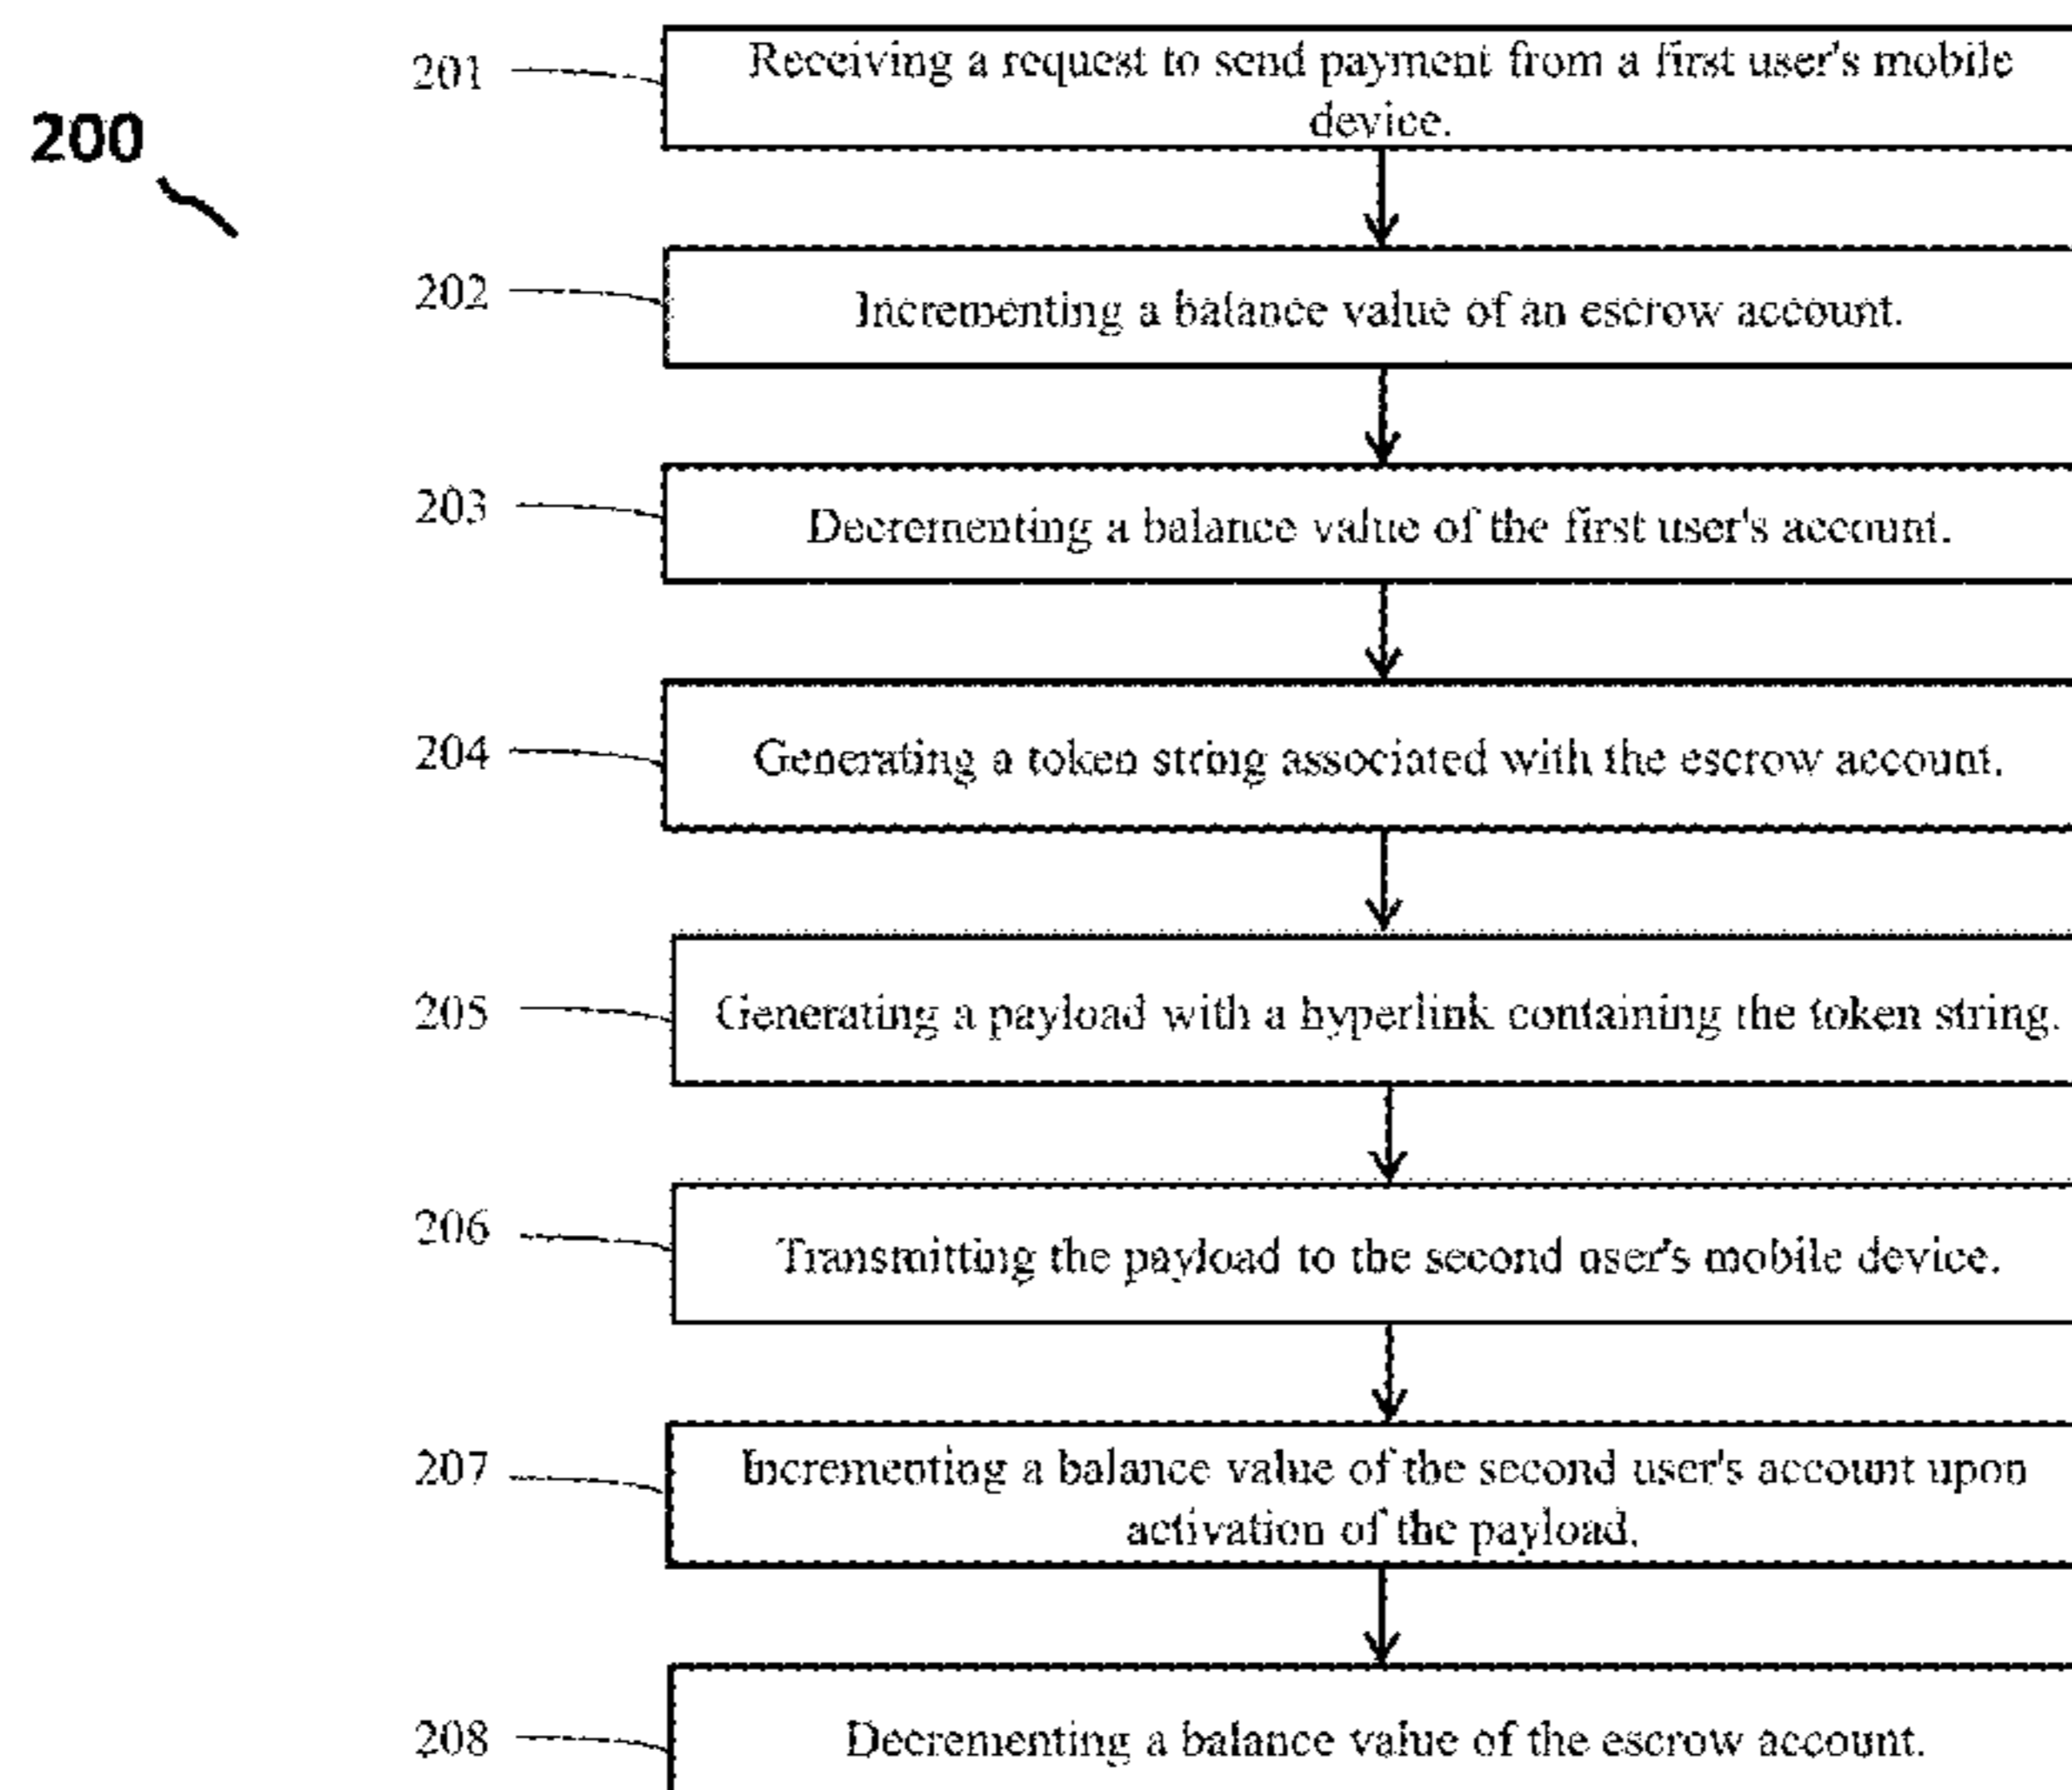 200
201
Receiving a request to send payment from a first user's mobile
device.
202
Incrementing a balance value of an escrow account.
203
Decrementing a balance value of the first user's account.
204
Generating a token string associated with the escrow account.
205
Generating a payload with a hyperlink containing the token string.
206
Transmitting the payload to the second user's mobile device.
207
Incrementing a balance value of the second user's account upon
activation of the payload.
208
Decrementing a balance value of the escrow account.